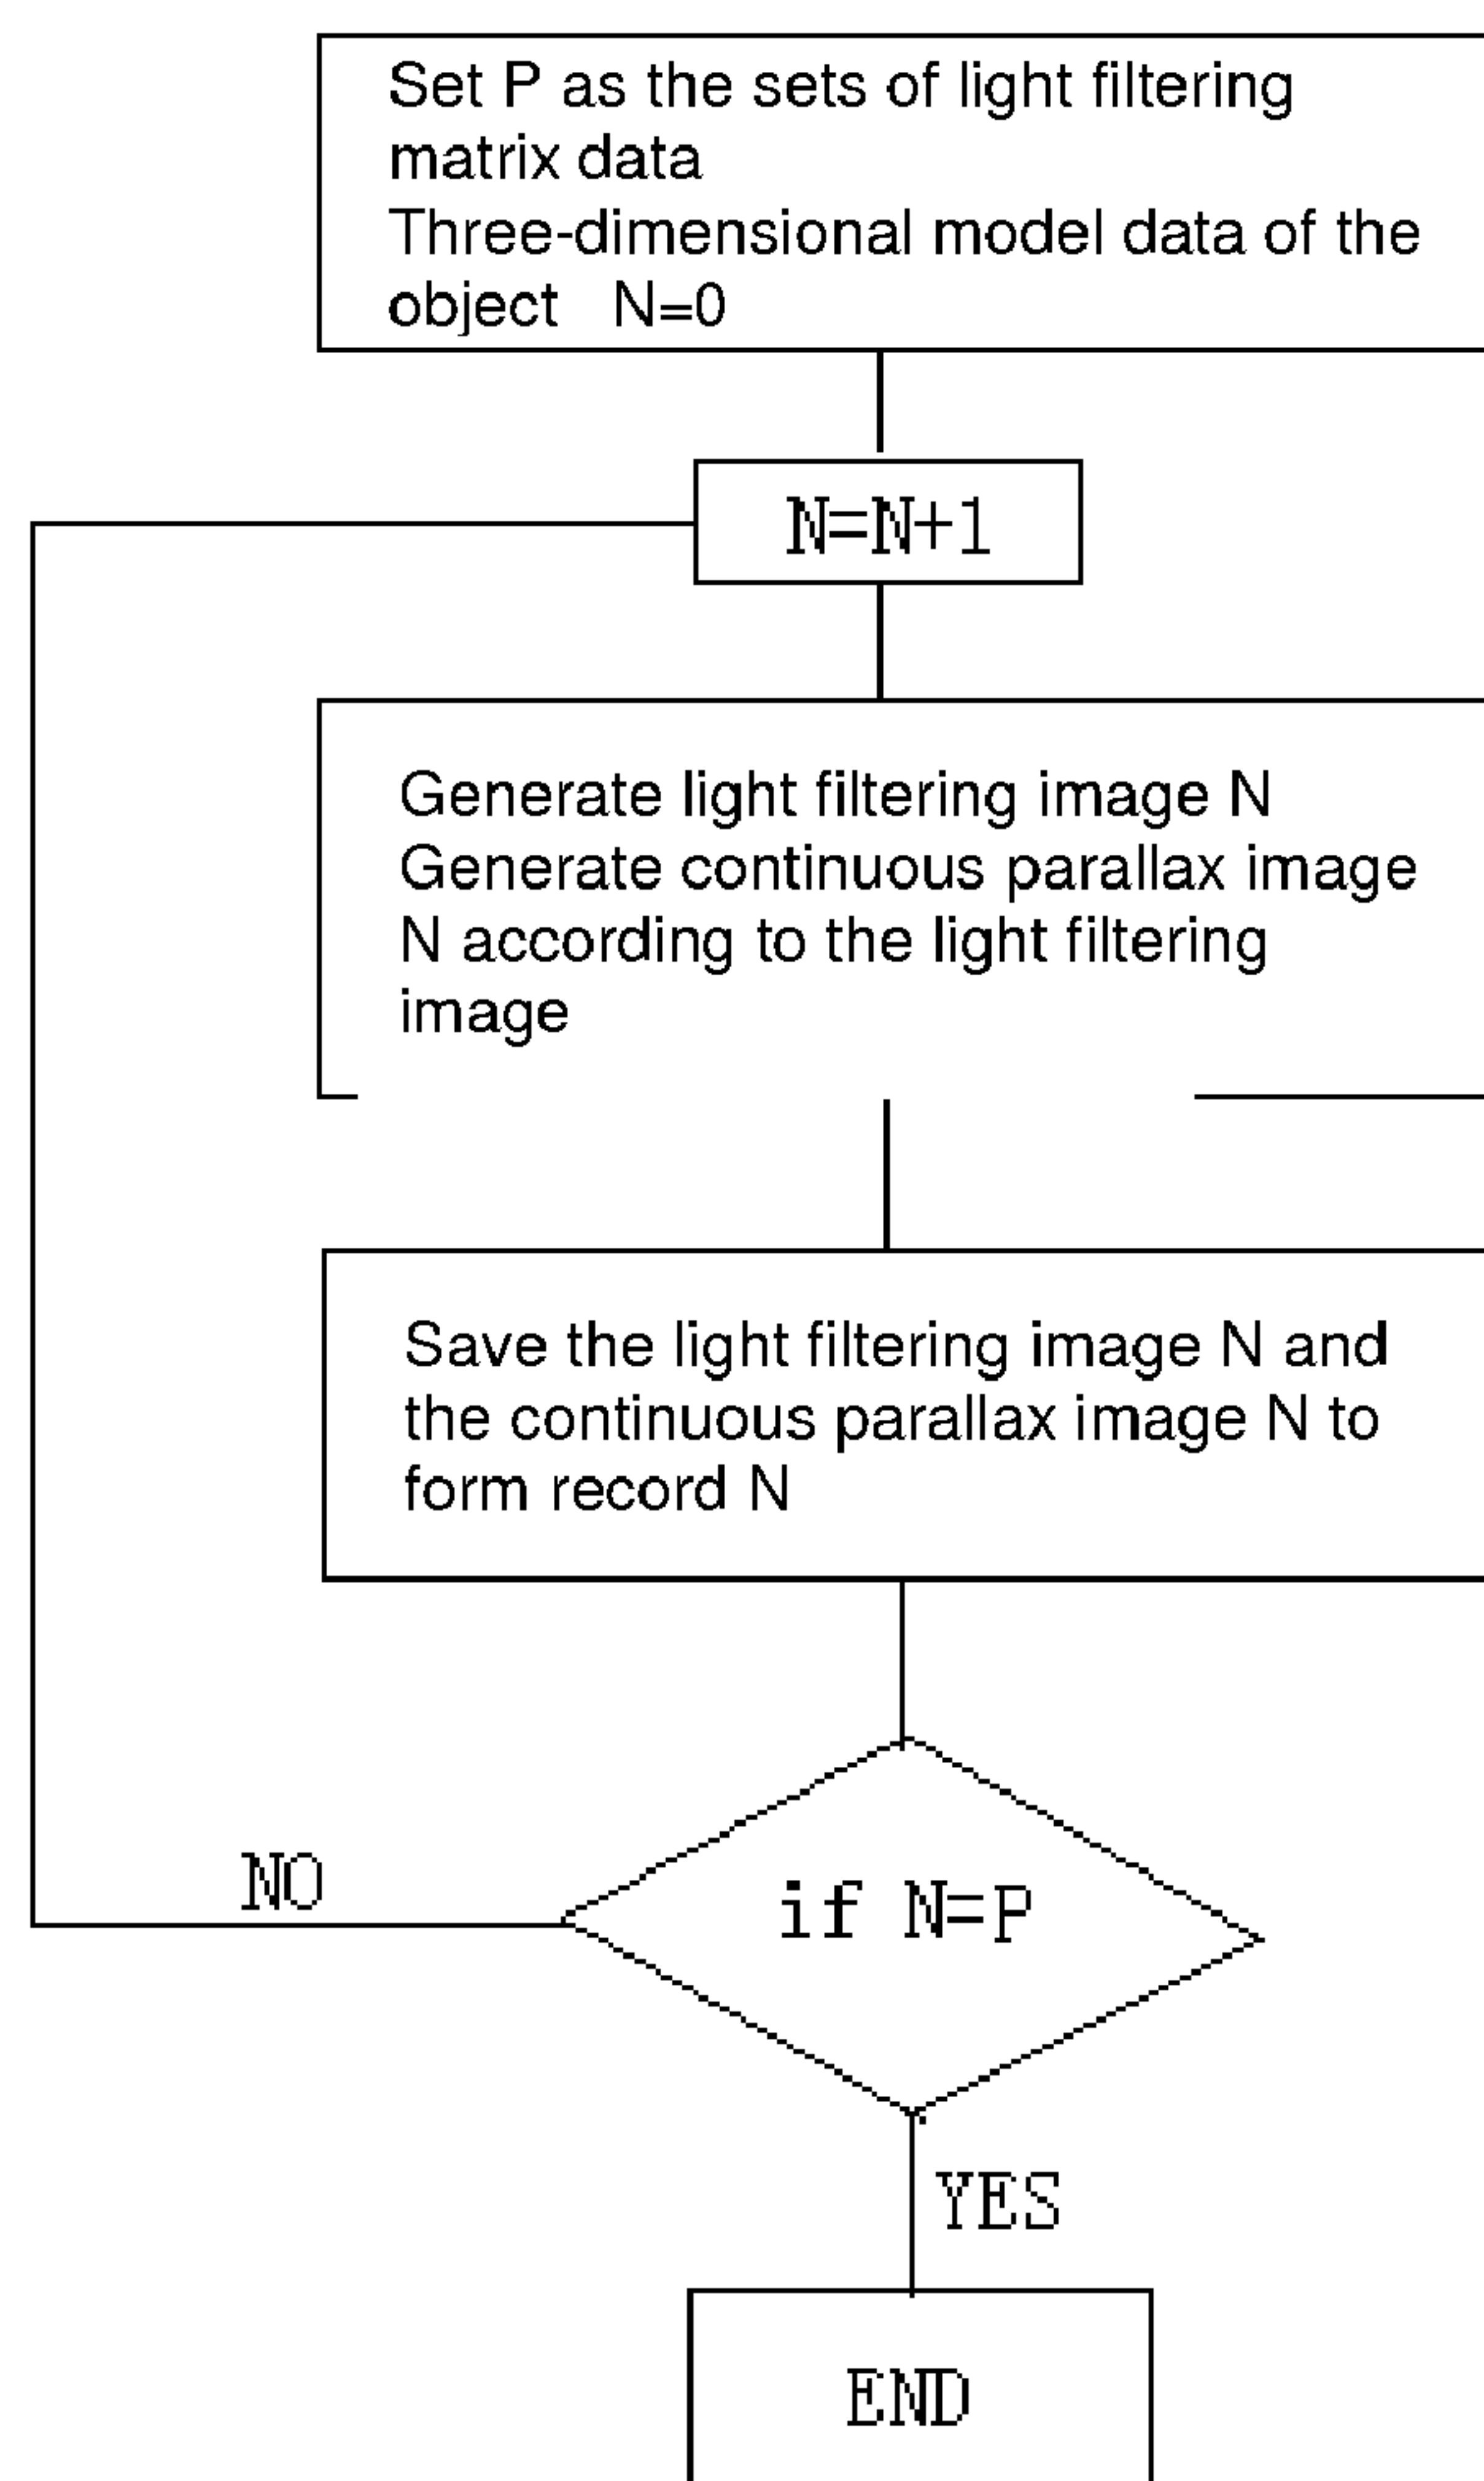 Set P as the sets of light filtering
matrix data
Three-dimensional model data of the
object N=0
N=N+1
Generate light filtering image N
Generate continuous parallax image
N according to the light filtering
image
Save the light filtering image N and
the continuous parallax image N to
form record N
NO
if N=P
YES
END